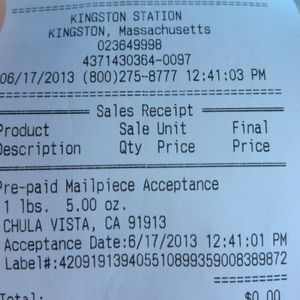 KINGSTON STATION
KINGSTON, Massachusetts
023649998
4371430364-0097
06/17/2013 (800)275-8777 12:41:03 PM
Sales Receipt
Product Sale Unit Final
Description Qty Price Price
Pre-paid Mailpiece Acceptance
1 lbs. 5.00 oz.
CHULA VISTA, CA 91913
Acceptance Date:6/17/2013 12:41:01 PM
Label#:420919139405510899359008389872
==========
Total: $0.00